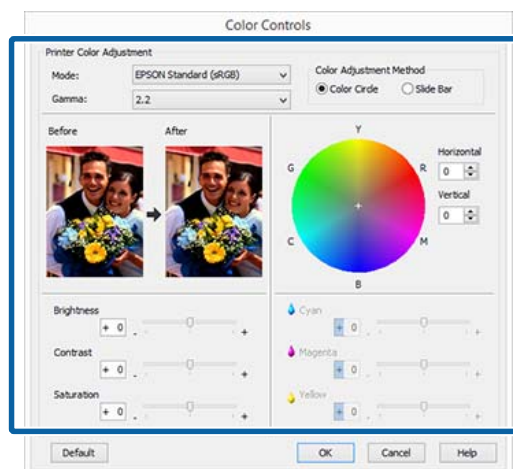 Color Controls
Printer Color Adjustment
Mode: EPSON Standard (sRGB)
Gamma: 2.2
Color Adjustment Method
Color Circle Slide Bar
Before After
Y
G R
C M
B
Horizontal
0
Vertical
0
Brightness
+ 0 - +
Contrast
+ 0 - +
Saturation
+ 0 - +
Cyan
+ 0 - +
Magenta
+ 0 - +
Yellow
+ 0 - +
Default OK Cancel Help